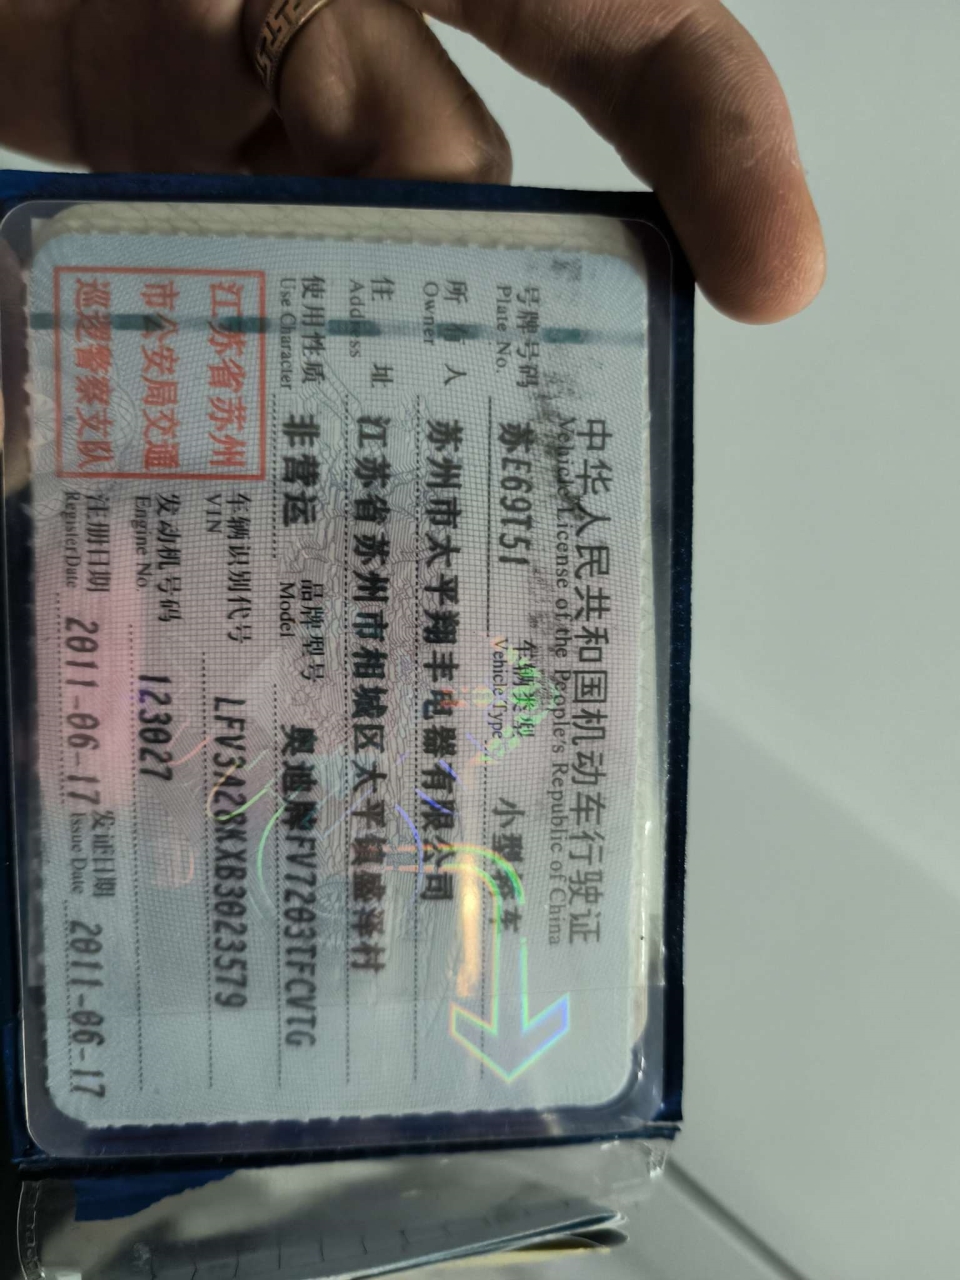 中华人民共和国机动车行驶证
Vehicle License of the People's Republic of China
号牌号码 苏E69T51 车辆类型 小型轿车
Plate No. Vehicle Type
所有人 苏州市太平翔丰电器有限公司
Owner
住址 江苏省苏州市相城区太平镇盛泽村
Address
使用性质 非营运 品牌型号 奥迪牌FV7203TFCVTG
Use Character Model
江苏省苏州
市公安局交通
巡逻警察支队
车辆识别代号 LFV3A28KXB3023579
VIN
发动机号码 123027
Engine No.
注册日期 2011-06-17 发证日期 2011-06-17
Register Date Issue Date